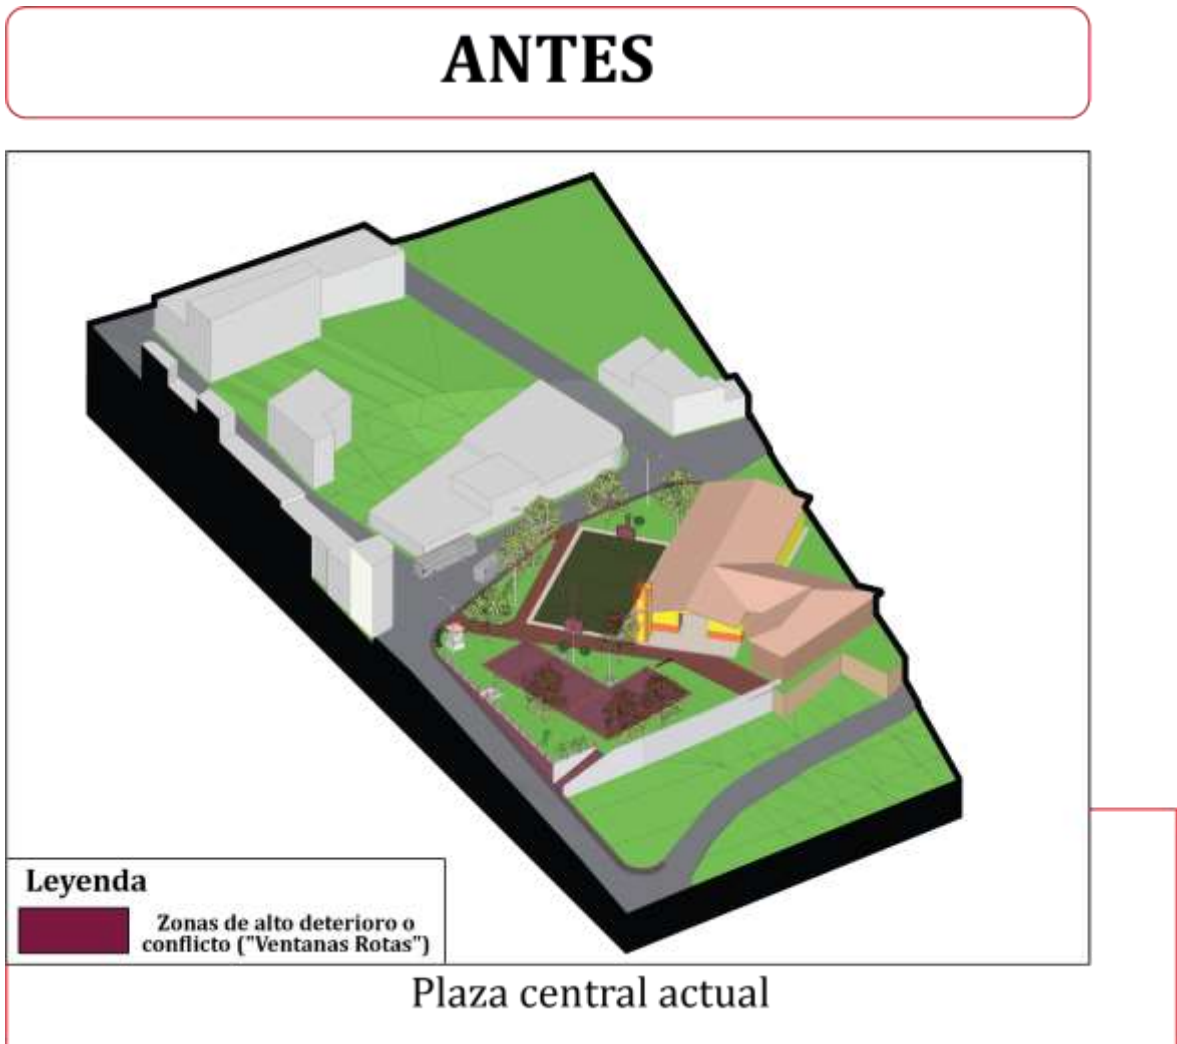 ANTES
Leyenda
Zonas de alto deterioro o
conflicto ("Ventanas Rotas")
Plaza central actual